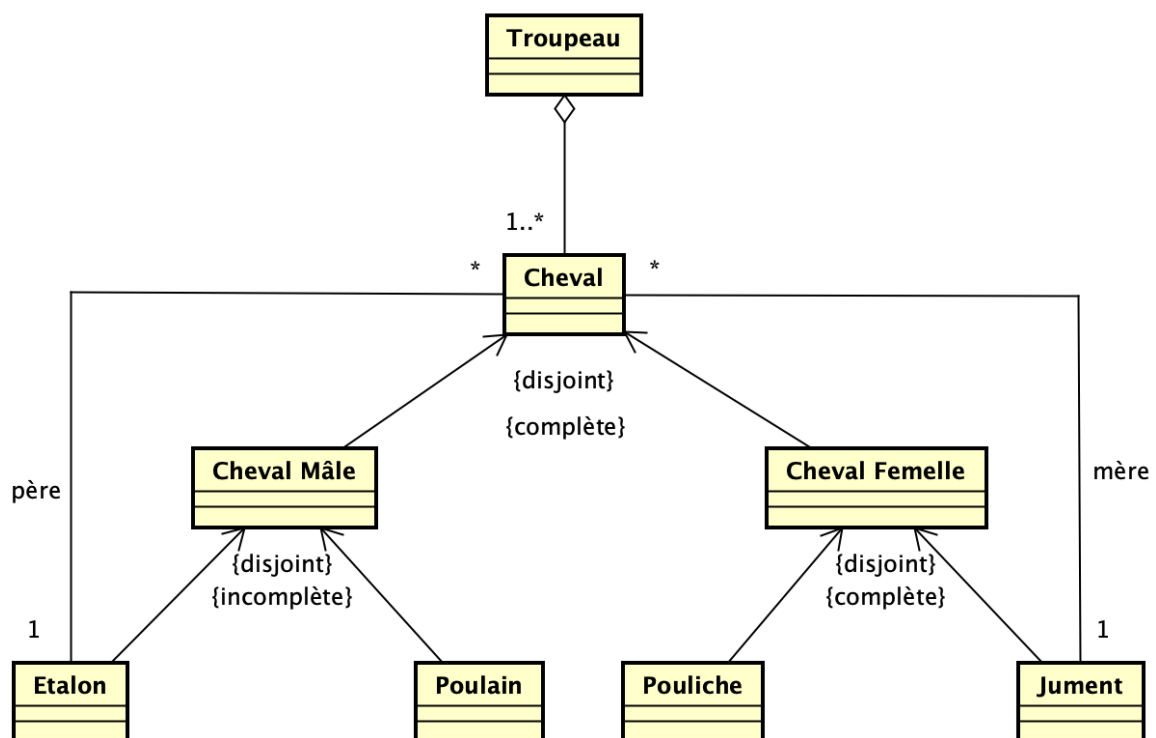 Troupeau
1..*
*
Cheval
*
{disjoint}
{complète}
Cheval Mâle
Cheval Femelle
père
mère
{disjoint}
{incomplète}
{disjoint}
{complète}
1
1
Etalon
Poulain
Pouliche
Jument